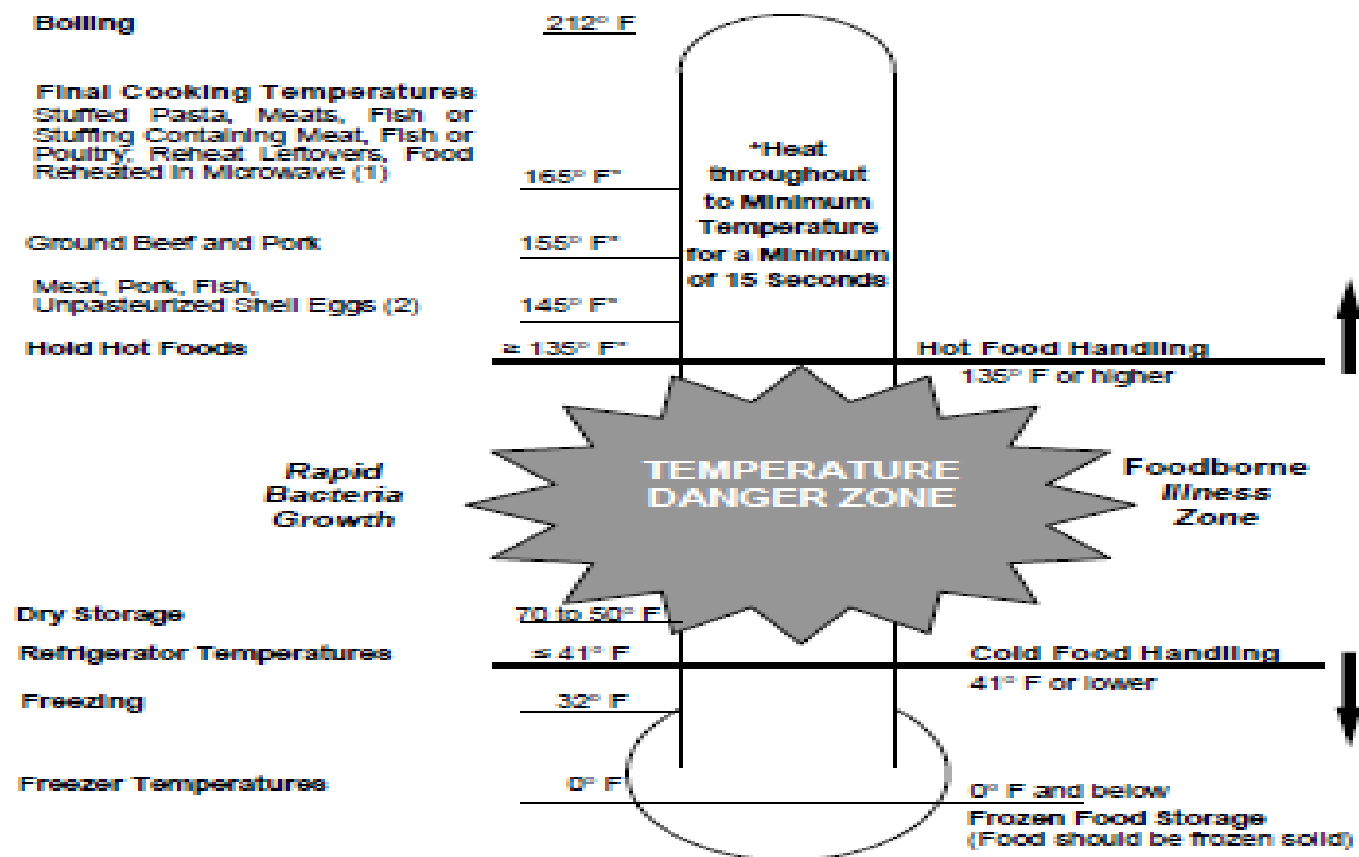 Boiling 212° F
Final Cooking Temperatures
Stuffed Pasta, Meats, Fish or
Stuffing Containing Meat, Fish or
Poultry; Reheat Leftovers, Food
Reheated in Microwave (1)
165° F*
*Heat
throughout
to Minimum
Temperature
for a Minimum
of 15 Seconds
Ground Beef and Pork 155° F*
Meat, Pork, Fish,
Unpasteurized Shell Eggs (2) 145° F*
Hold Hot Foods ≥ 135° F* Hot Food Handling
135° F or higher
Rapid
Bacteria
Growth
TEMPERATURE
DANGER ZONE
Foodborne
Illness
Zone
Dry Storage 70 to 50° F
Refrigerator Temperatures ≤ 41° F Cold Food Handling
41° F or lower
Freezing 32° F
Freezer Temperatures 0° F 0° F and below
Frozen Food Storage
(Food should be frozen solid)